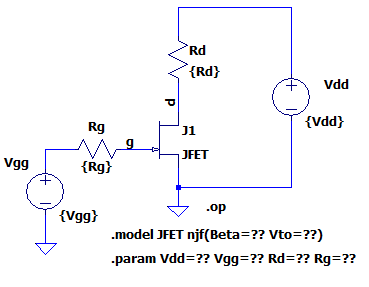 Rd
{Rd}
Vdd
{Vdd}
d
J1
JFET
Rg
{Rg}
g
Vgg
{Vgg}
.op
.model JFET njf(Beta=?? Vto=??)
.param Vdd=?? Vgg=?? Rd=?? Rg=??